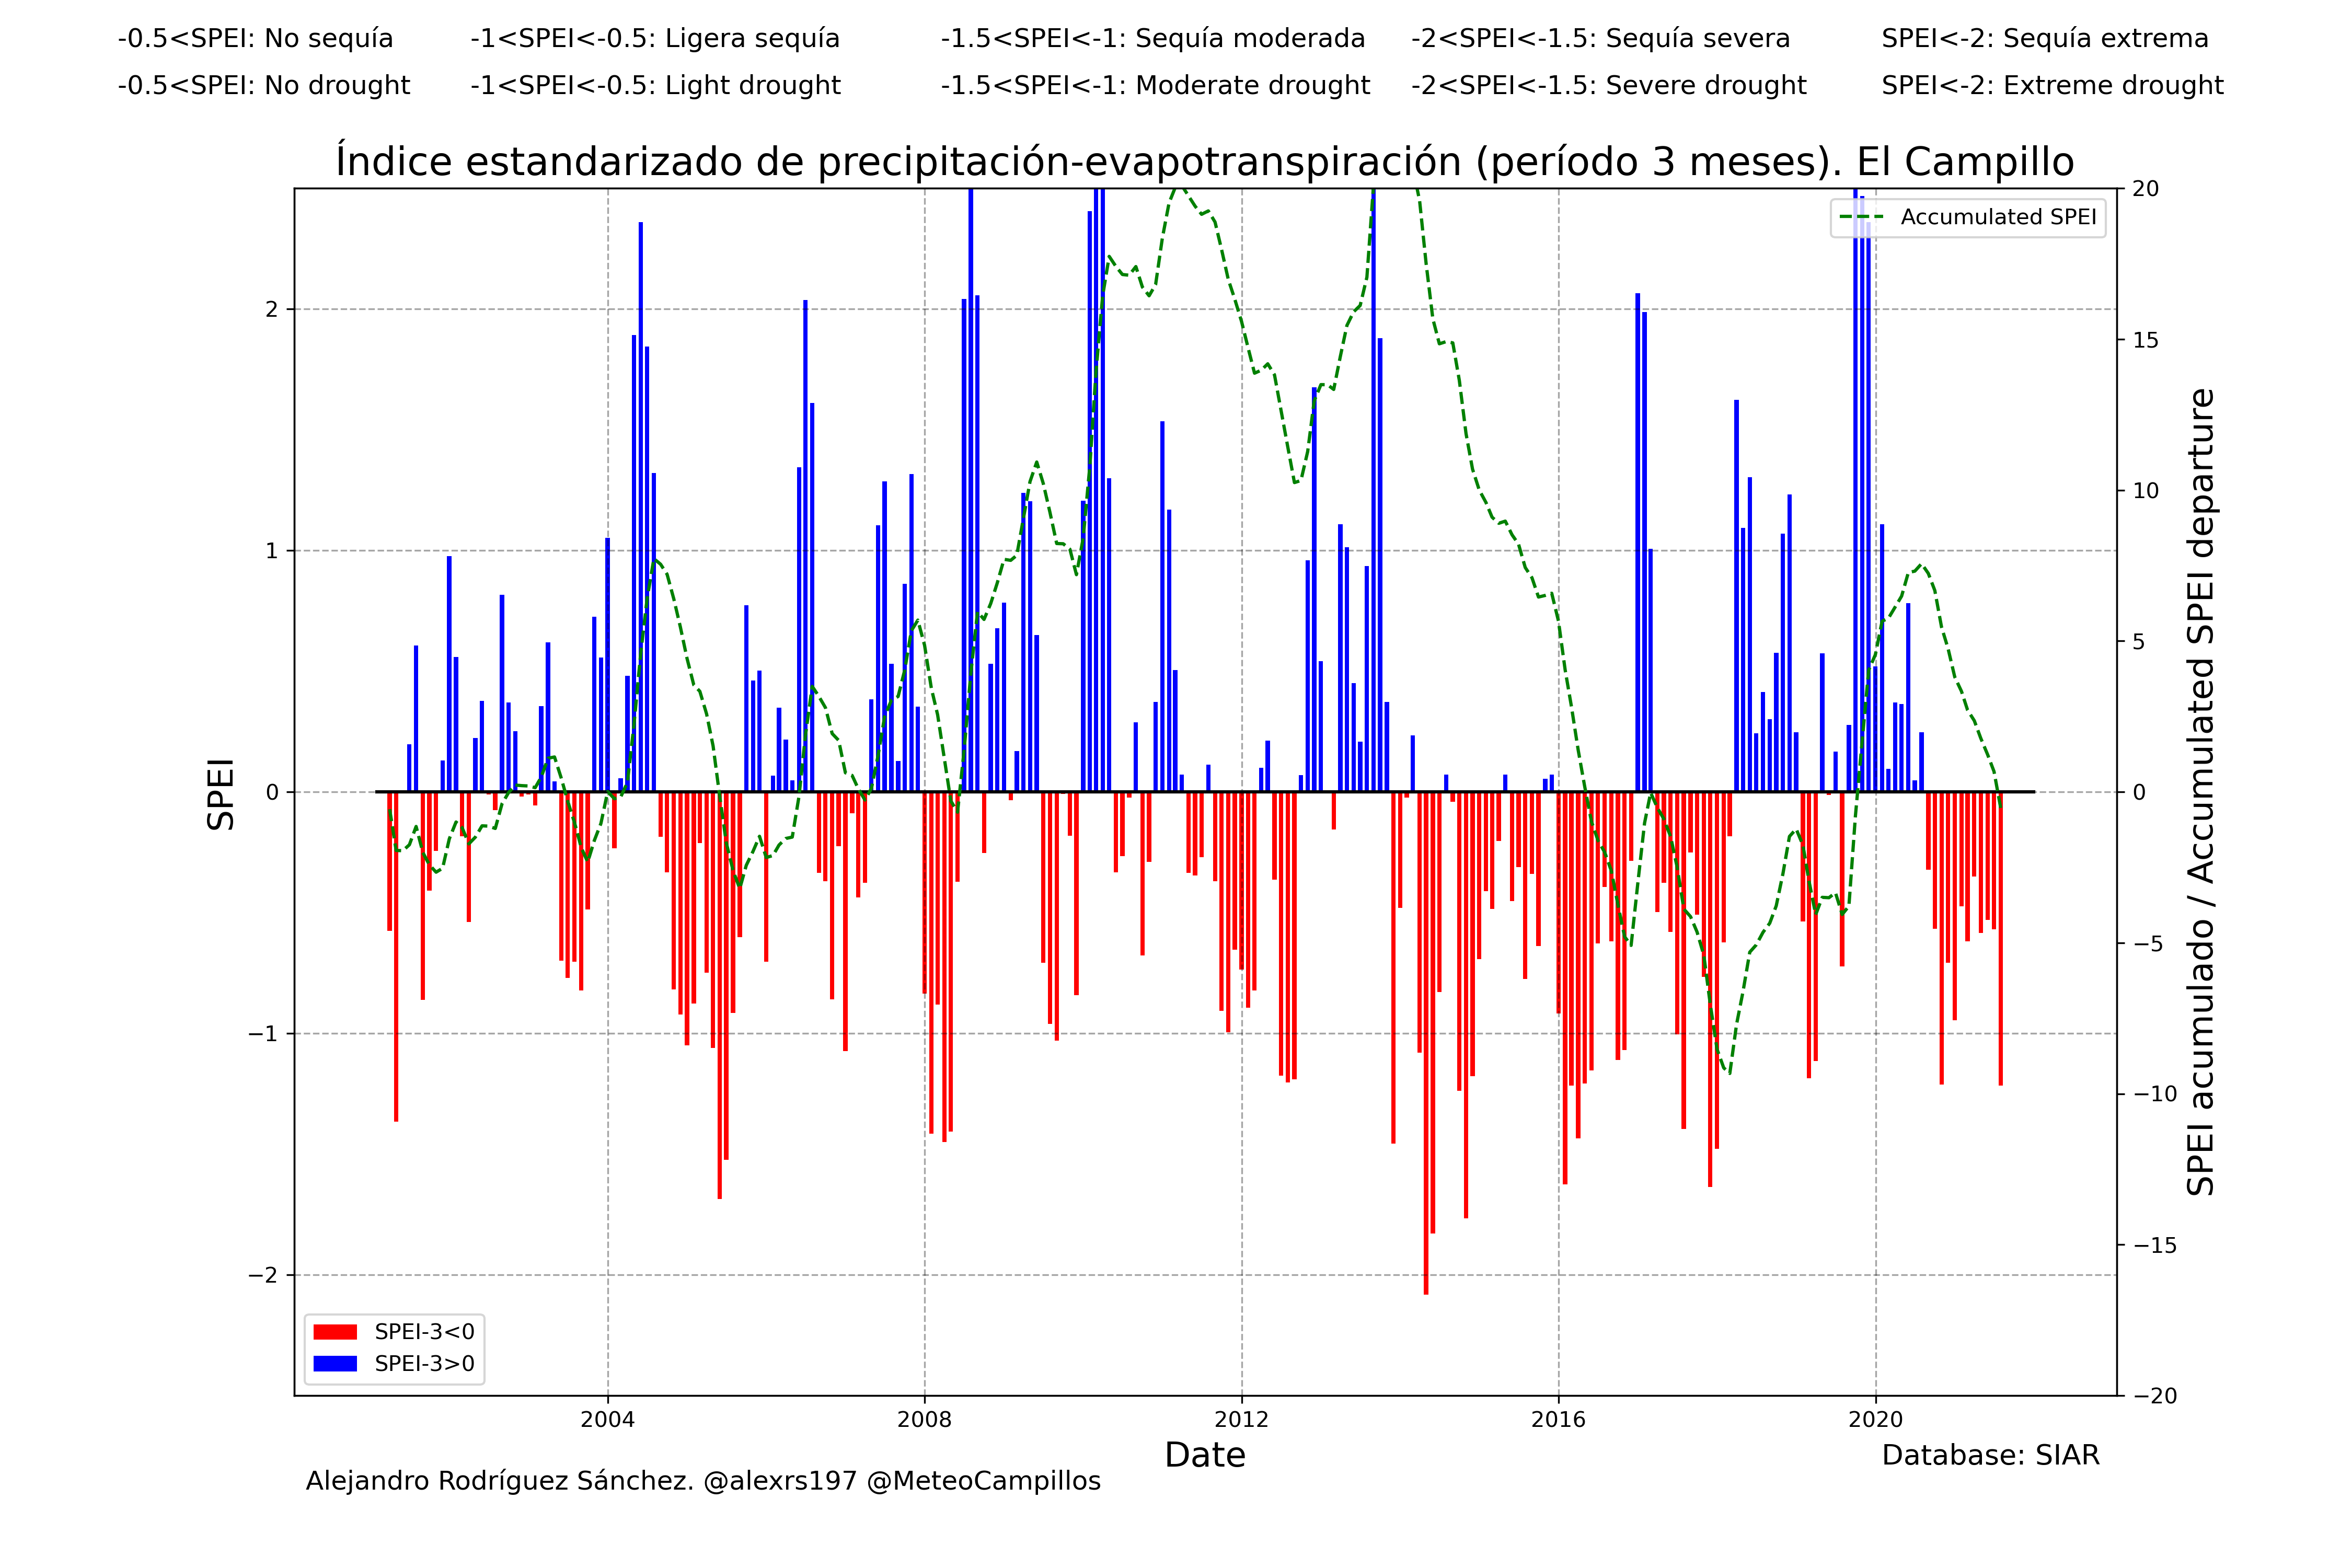 -0.5<SPEI: No sequía -1<SPEI<-0.5: Ligera sequía -1.5<SPEI<-1: Sequía moderada -2<SPEI<-1.5: Sequía severa SPEI<-2: Sequía extrema
-0.5<SPEI: No drought -1<SPEI<-0.5: Light drought -1.5<SPEI<-1: Moderate drought -2<SPEI<-1.5: Severe drought SPEI<-2: Extreme drought
Índice estandarizado de precipitación-evapotranspiración (período 3 meses). El Campillo
SPEI
2
1
0
−1
−2
Accumulated SPEI
20
15
10
5
0
−5
−10
−15
−20
SPEI acumulado / Accumulated SPEI departure
SPEI-3<0
SPEI-3>0
2004 2008 2012 2016 2020
Date
Database: SIAR
Alejandro Rodríguez Sánchez. @alexrs197 @MeteoCampillos